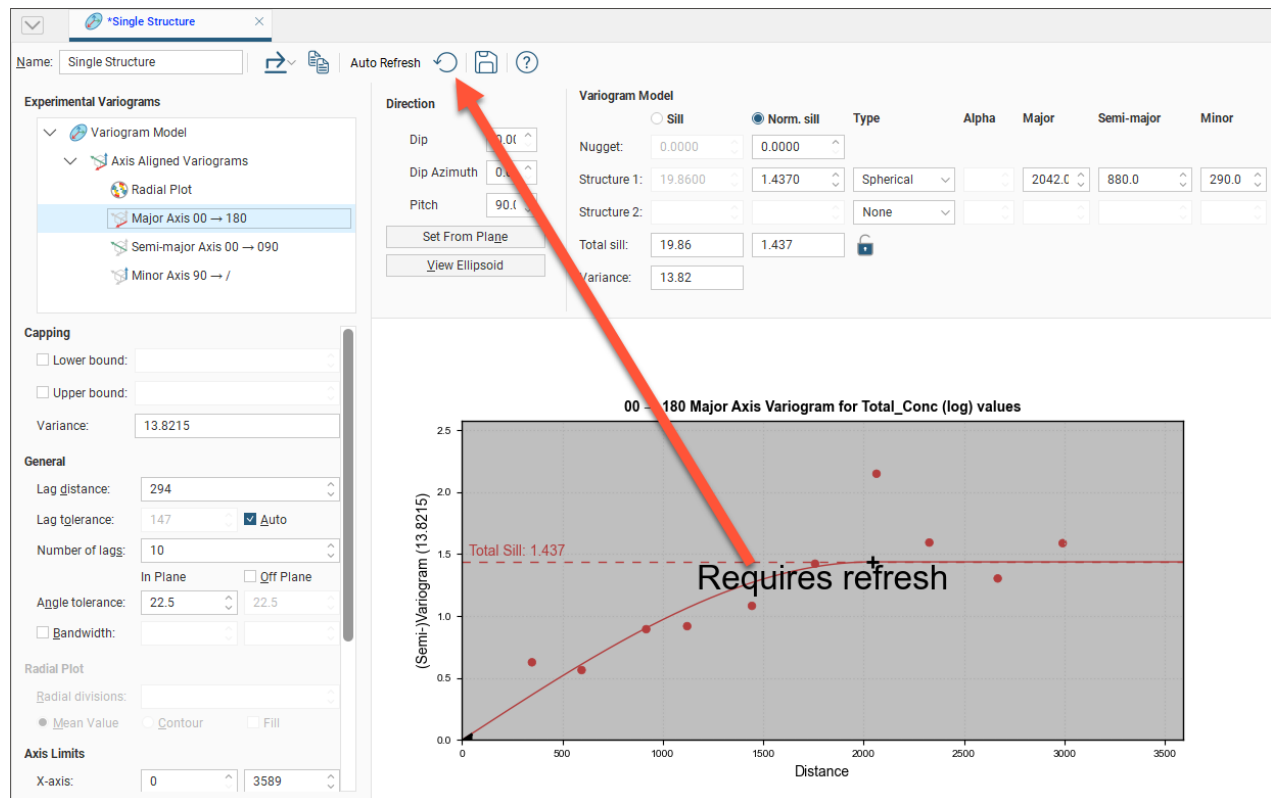 *Single Structure
Name: Single Structure Auto Refresh
Experimental Variograms
Variogram Model
Axis Aligned Variograms
Radial Plot
Major Axis 00 → 180
Semi-major Axis 00 → 090
Minor Axis 90 → /
Direction
Dip
Dip Azimuth
Pitch 90.
Set From Plane
View Ellipsoid
Variogram Model
Sill Norm. sill Type Alpha Major Semi-major Minor
Nugget: 0.0000 0.0000
Structure 1: 19.8600 1.4370 Spherical 2042.0 880.0 290.0
Structure 2: None
Total sill: 19.86 1.437
Variance: 13.82
Capping
Lower bound:
Upper bound:
Variance: 13.8215
General
Lag distance: 294
Lag tolerance: 147 Auto
Number of lags: 10
In Plane Off Plane
Angle tolerance: 22.5 22.5
Bandwidth:
Radial Plot
Radial divisions:
Mean Value Contour Fill
Axis Limits
X-axis: 0 3589
00 → 180 Major Axis Variogram for Total_Conc (log) values
(Semi-)Variogram (13.8215)
2.5
2.0
1.5
1.0
0.5
0.0
Total Sill: 1.437
Requires refresh
0 500 1000 1500 2000 2500 3000 3500
Distance